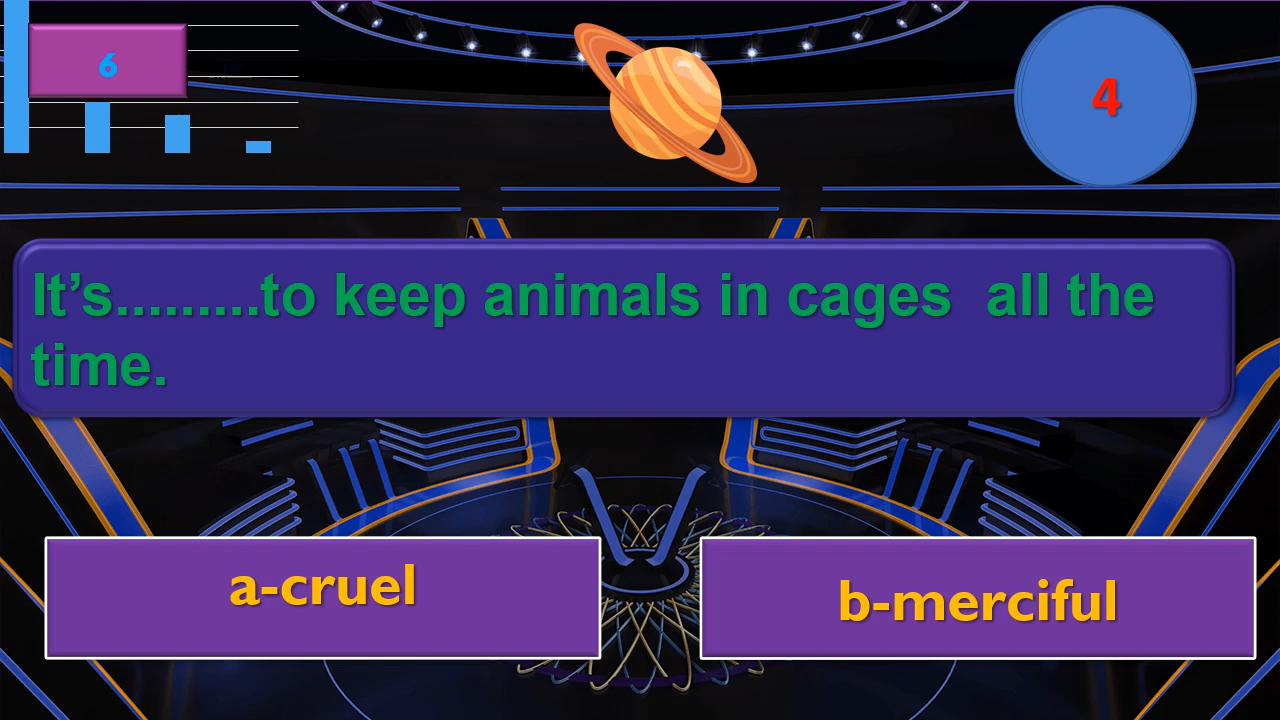 6
4
It’s.........to keep animals in cages  all the
time.
a-cruel
b-merciful